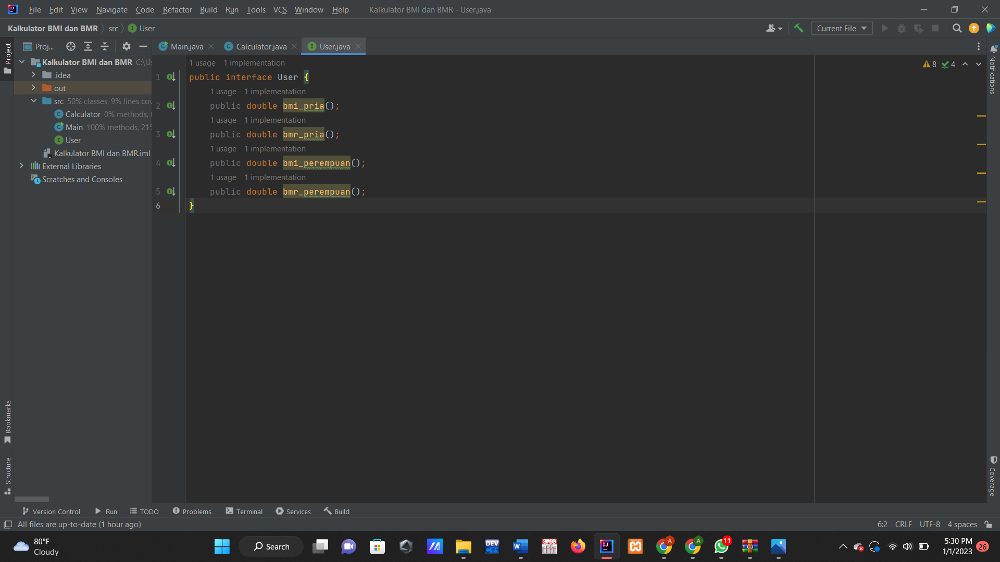 File Edit View Navigate Code Refactor Build Run Tools VCS Window Help Kalkulator BMI dan BMR - User.java
Kalkulator BMI dan BMR src User Current File
Project
Proj...
Main.java Calculator.java User.java
Kalkulator BMI dan BMR C:\Us
.idea
out
src 50% classes, 9% lines cov
Calculator 0% methods,
Main 100% methods, 21%
User
Kalkulator BMI dan BMR.iml
External Libraries
Scratches and Consoles
1 usage 1 implementation
8 4
1 public interface User {
1 usage 1 implementation
2 public double bmi_pria();
1 usage 1 implementation
3 public double bmr_pria();
1 usage 1 implementation
4 public double bmi_perempuan();
1 usage 1 implementation
5 public double bmr_perempuan();
6 }
Notifications
Coverage
Bookmarks
Structure
Version Control Run TODO Problems Terminal Services Build
All files are up-to-date (1 hour ago) 6:2 CRLF UTF-8 4 spaces
80°F
Cloudy
Search
DEV
W
SPSS
IJ
A
A
11
5:30 PM
1/1/2023
26